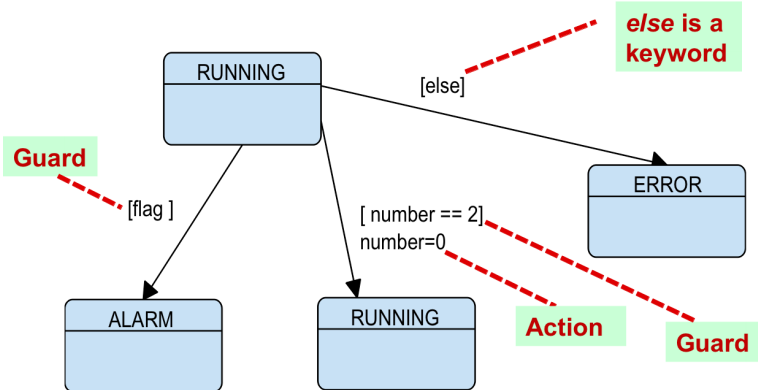 else is a
keyword
RUNNING
[else]
Guard
ERROR
[flag ]
[ number == 2]
number=0
ALARM
RUNNING
Action
Guard